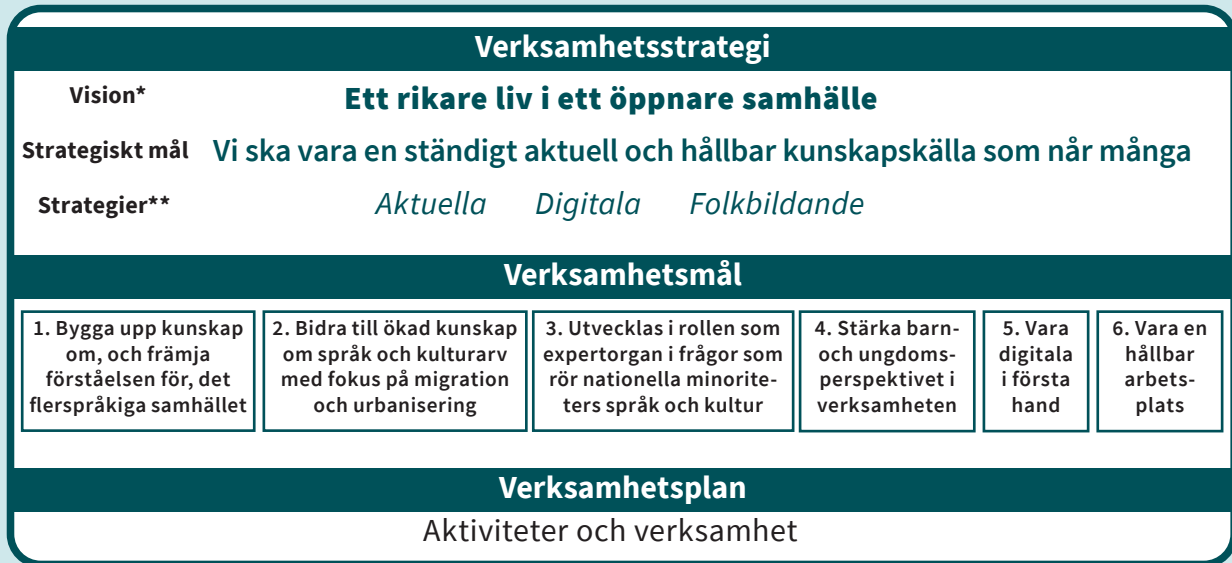 Verksamhetsstrategi
Vision* Ett rikare liv i ett öppnare samhälle
Strategiskt mål Vi ska vara en ständigt aktuell och hållbar kunskapskälla som når många
Strategier** Aktuella Digitala Folkbildande
Verksamhetsmål
1. Bygga upp kunskap
om, och främja
förståelsen för, det
flerspråkiga samhället
2. Bidra till ökad kunskap
om språk och kulturarv
med fokus på migration
och urbanisering
3. Utvecklas i rollen som
expertorgan i frågor som
rör nationella minorite-
ters språk och kultur
4. Stärka barn-
och ungdoms-
perspektivet i
verksamheten
5. Vara
digitala
i första
hand
6. Vara en
hållbar
arbets-
plats
Verksamhetsplan
Aktiviteter och verksamhet